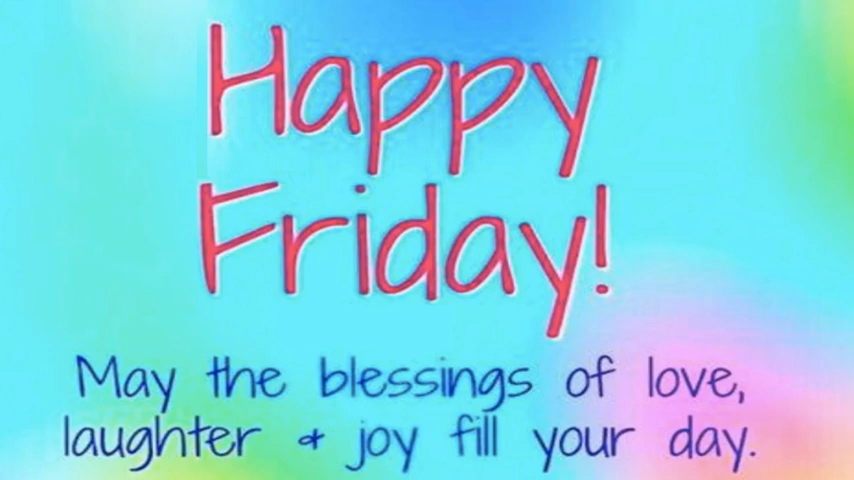 Happy
Friday!
May the blessings of love,
laughter & joy fill your day.